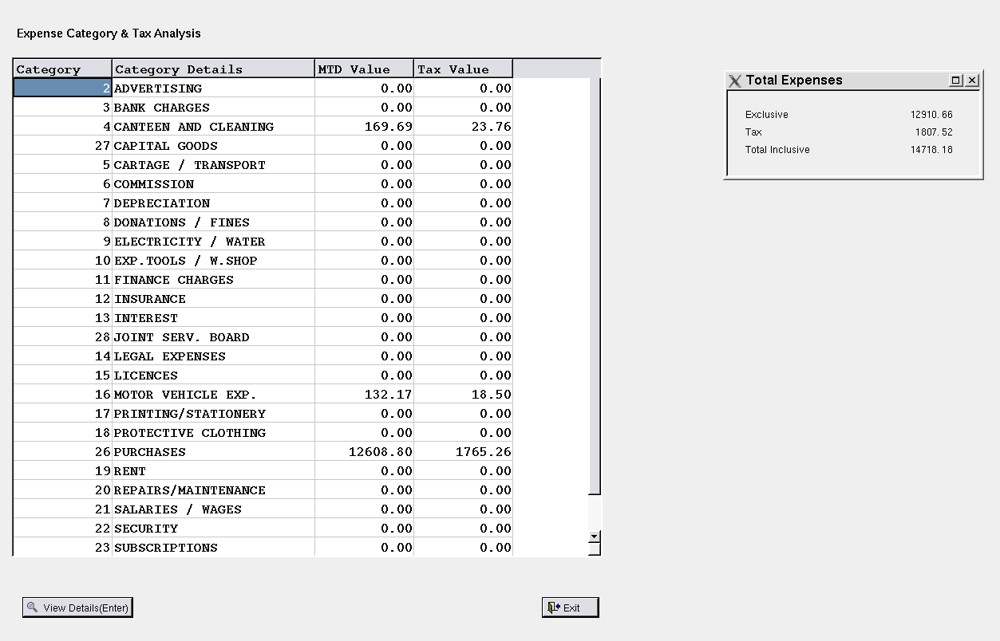 Expense Category & Tax Analysis
Category Category Details MTD Value Tax Value
2 ADVERTISING 0.00 0.00
3 BANK CHARGES 0.00 0.00
4 CANTEEN AND CLEANING 169.69 23.76
27 CAPITAL GOODS 0.00 0.00
5 CARTAGE / TRANSPORT 0.00 0.00
6 COMMISSION 0.00 0.00
7 DEPRECIATION 0.00 0.00
8 DONATIONS / FINES 0.00 0.00
9 ELECTRICITY / WATER 0.00 0.00
10 EXP.TOOLS / W.SHOP 0.00 0.00
11 FINANCE CHARGES 0.00 0.00
12 INSURANCE 0.00 0.00
13 INTEREST 0.00 0.00
28 JOINT SERV. BOARD 0.00 0.00
14 LEGAL EXPENSES 0.00 0.00
15 LICENCES 0.00 0.00
16 MOTOR VEHICLE EXP. 132.17 18.50
17 PRINTING/STATIONERY 0.00 0.00
18 PROTECTIVE CLOTHING 0.00 0.00
26 PURCHASES 12608.80 1765.26
19 RENT 0.00 0.00
20 REPAIRS/MAINTENANCE 0.00 0.00
21 SALARIES / WAGES 0.00 0.00
22 SECURITY 0.00 0.00
23 SUBSCRIPTIONS 0.00 0.00
Total Expenses
Exclusive 12910.66
Tax 1807.52
Total Inclusive 14718.18
View Details(Enter)
Exit